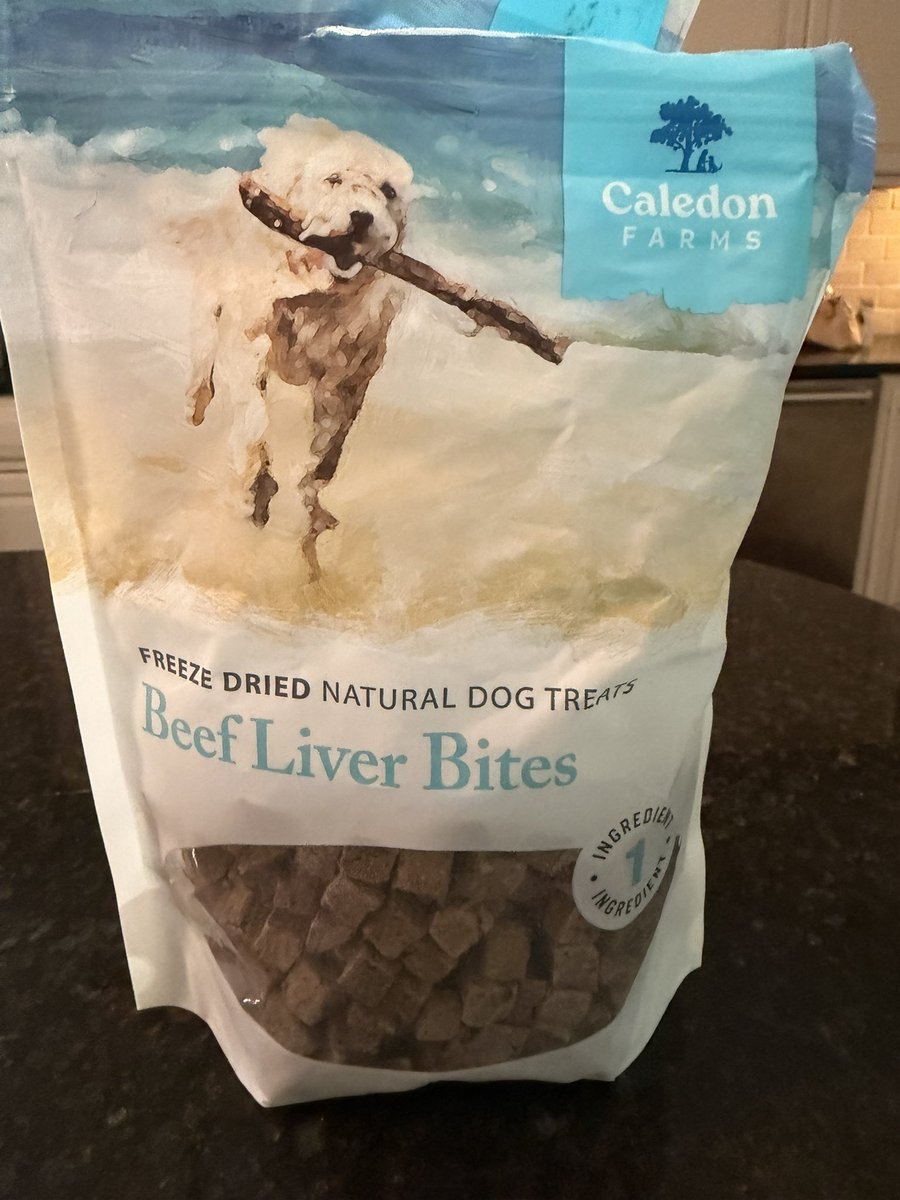 Caledon
FARMS
FREEZE DRIED NATURAL DOG TREATS
Beef Liver Bites
INGREDIENT
1
INGREDIENT